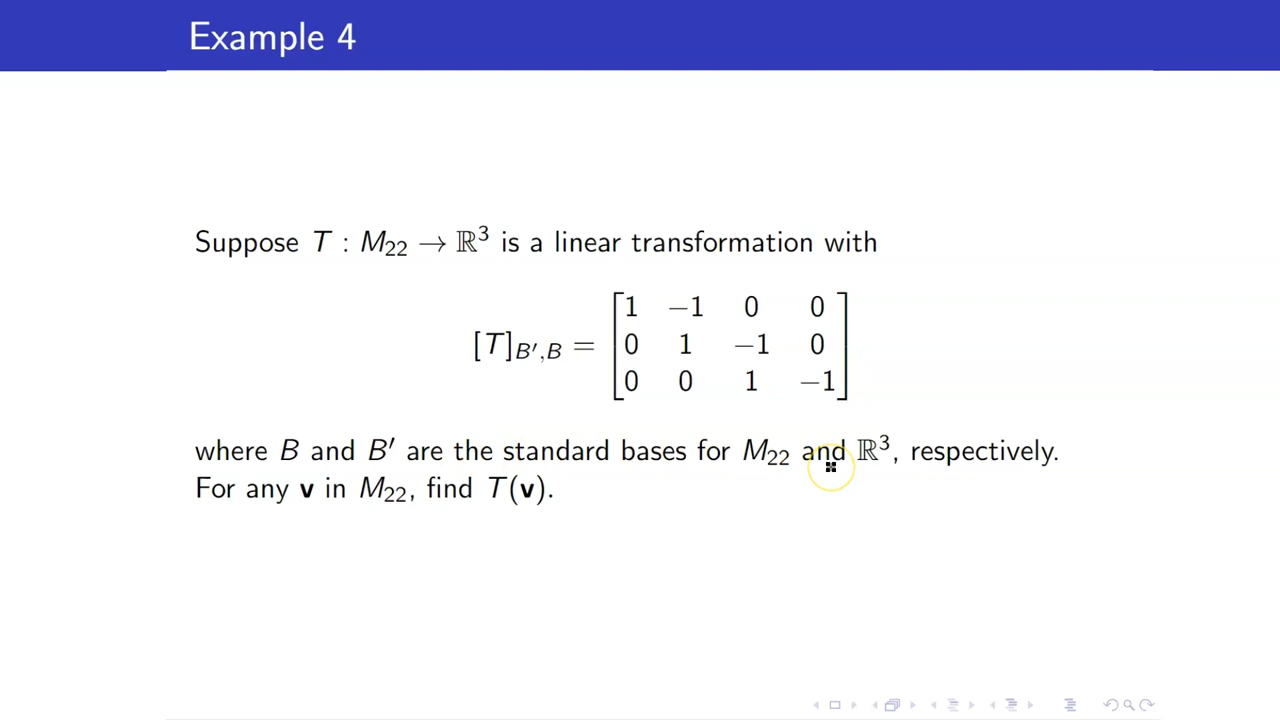 Example 4
Suppose T : M₂₂ → ℝ³ is a linear transformation with
[T]_{B′,B} = [1 −1 0 0
0 1 −1 0
0 0 1 −1]
where B and B′ are the standard bases for M₂₂ and ℝ³, respectively.
For any v in M₂₂, find T(v).